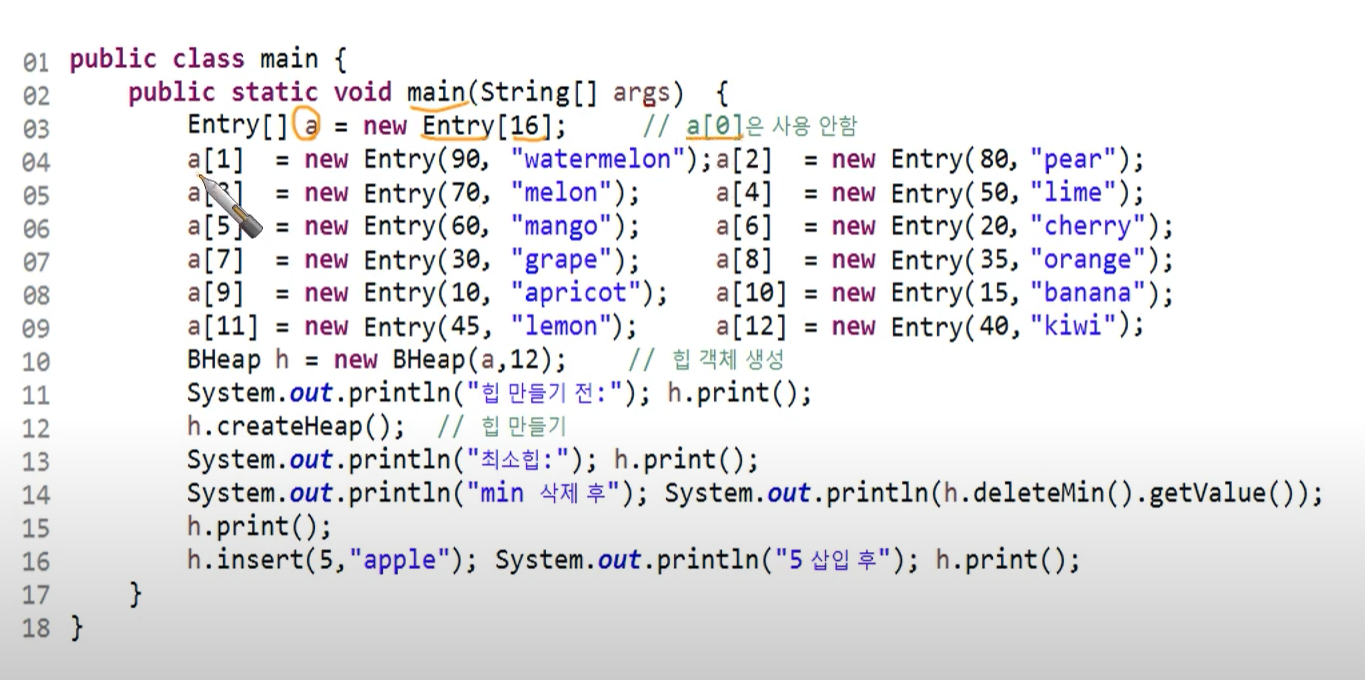 01 public class main {
02 public static void main(String[] args) {
03 Entry[] a = new Entry[16]; // a[0]은 사용 안함
04 a[1] = new Entry(90, "watermelon");a[2] = new Entry(80, "pear");
05 a[3] = new Entry(70, "melon"); a[4] = new Entry(50, "lime");
06 a[5] = new Entry(60, "mango"); a[6] = new Entry(20, "cherry");
07 a[7] = new Entry(30, "grape"); a[8] = new Entry(35, "orange");
08 a[9] = new Entry(10, "apricot"); a[10] = new Entry(15, "banana");
09 a[11] = new Entry(45, "lemon"); a[12] = new Entry(40, "kiwi");
10 BHeap h = new BHeap(a,12); // 힙 객체 생성
11 System.out.println("힙 만들기 전:"); h.print();
12 h.createHeap(); // 힙 만들기
13 System.out.println("최소힙:"); h.print();
14 System.out.println("min 삭제 후"); System.out.println(h.deleteMin().getValue());
15 h.print();
16 h.insert(5,"apple"); System.out.println("5 삽입 후"); h.print();
17 }
18 }